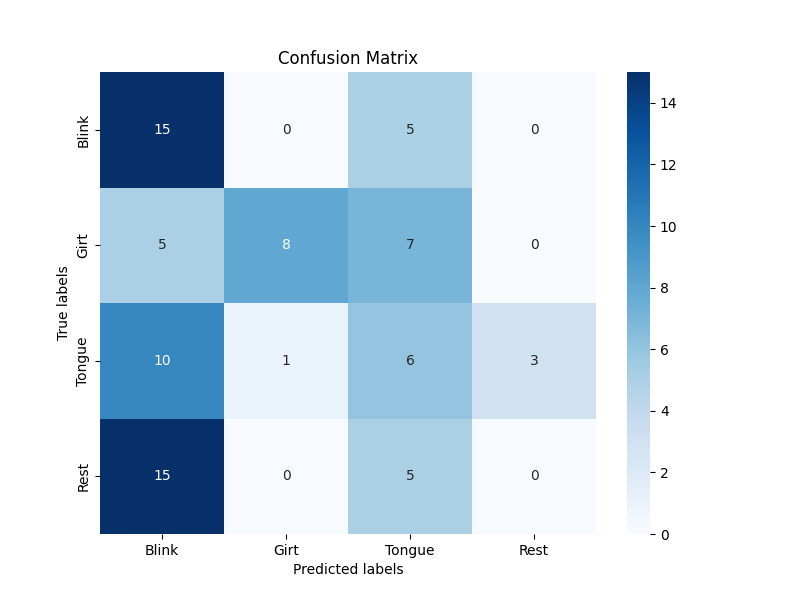 Confusion Matrix
True labels
Blink 15 0 5 0
Girt 5 8 7 0
Tongue 10 1 6 3
Rest 15 0 5 0
Blink Girt Tongue Rest
Predicted labels
14
12
10
8
6
4
2
0